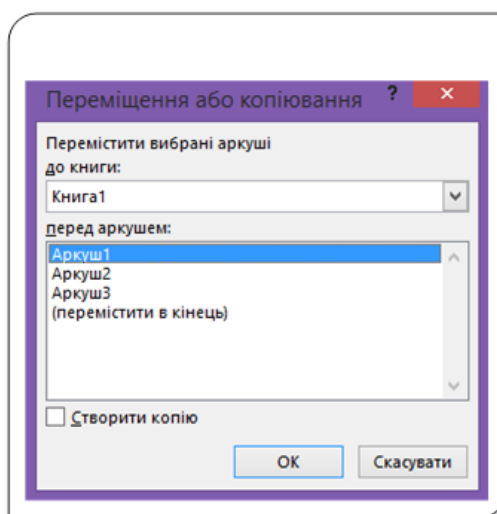 Переміщення або копіювання ? ×
Перемістити вибрані аркуші
до книги:
Книга1
перед аркушем:
Аркуш1
Аркуш2
Аркуш3
(перемістити в кінець)
Створити копію
ОК Скасувати